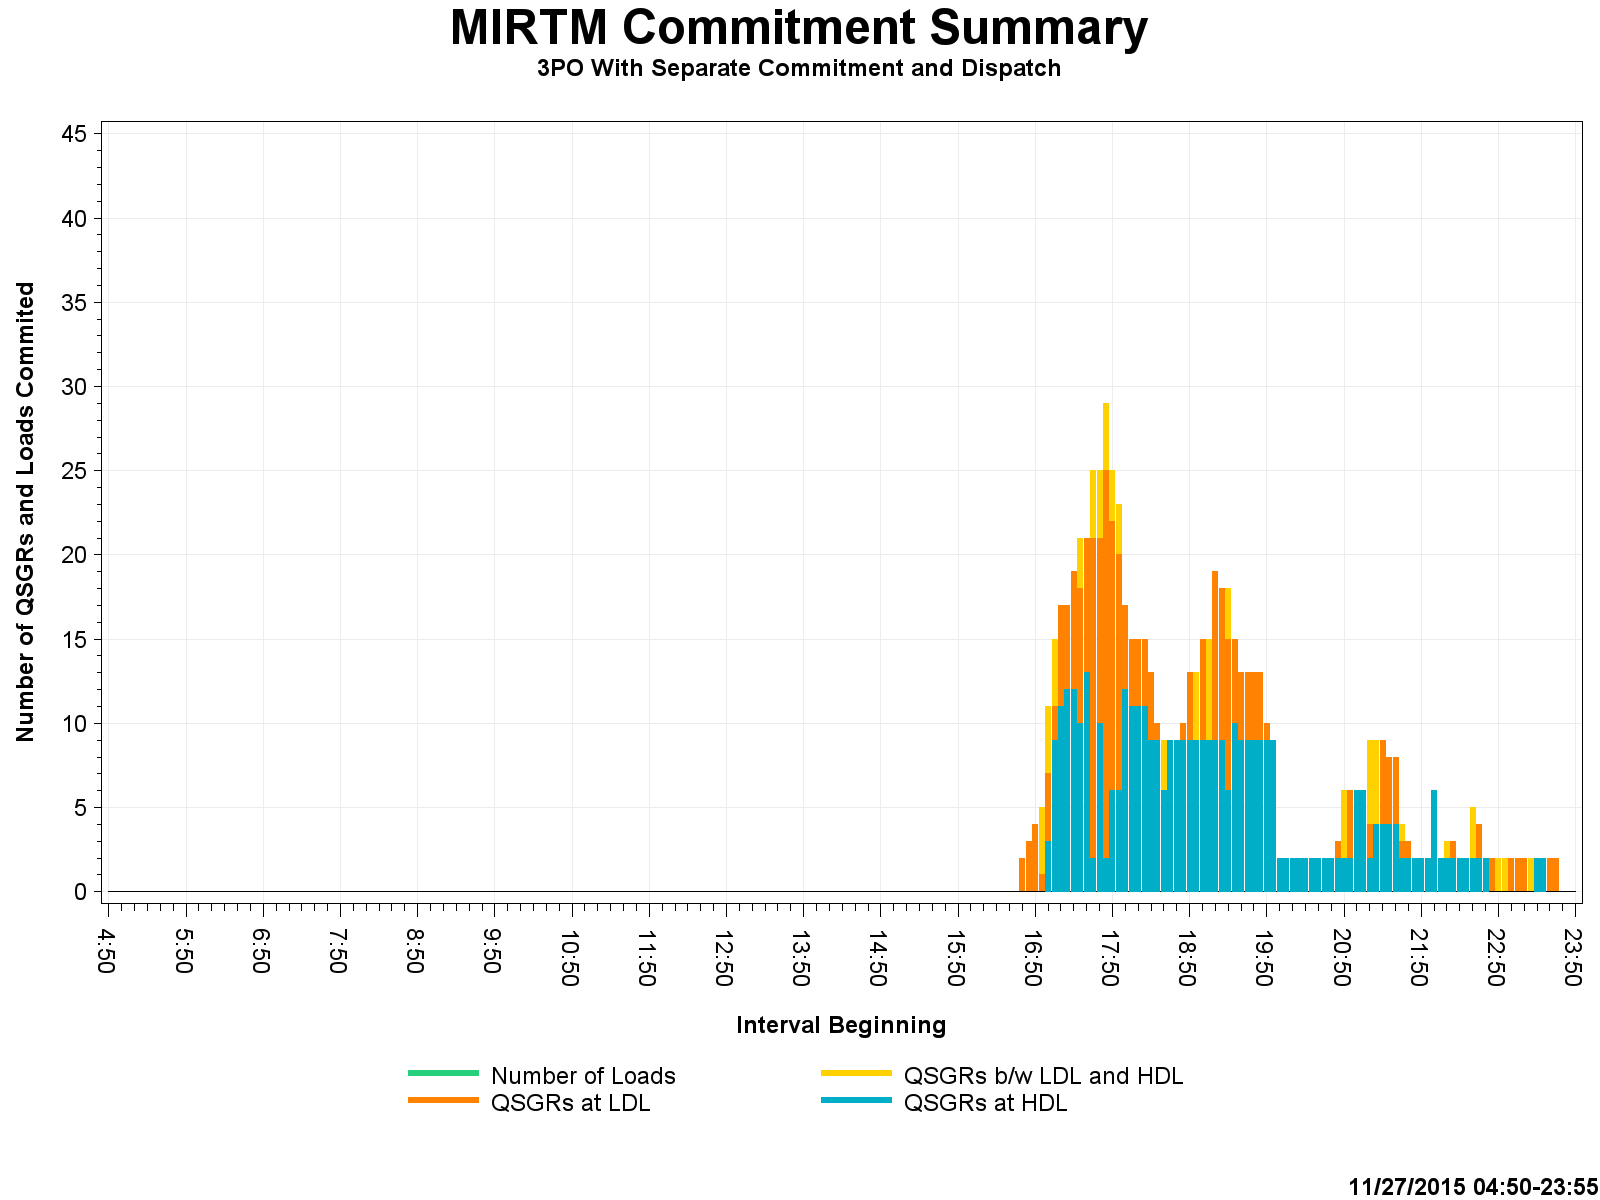 MIRTM Commitment Summary
3PO With Separate Commitment and Dispatch
Number of QSGRs and Loads Commited
45
40
35
30
25
20
15
10
5
0
4:50 5:50 6:50 7:50 8:50 9:50 10:50 11:50 12:50 13:50 14:50 15:50 16:50 17:50 18:50 19:50 20:50 21:50 22:50 23:50
Interval Beginning
Number of Loads QSGRs b/w LDL and HDL
QSGRs at LDL QSGRs at HDL
11/27/2015 04:50-23:55